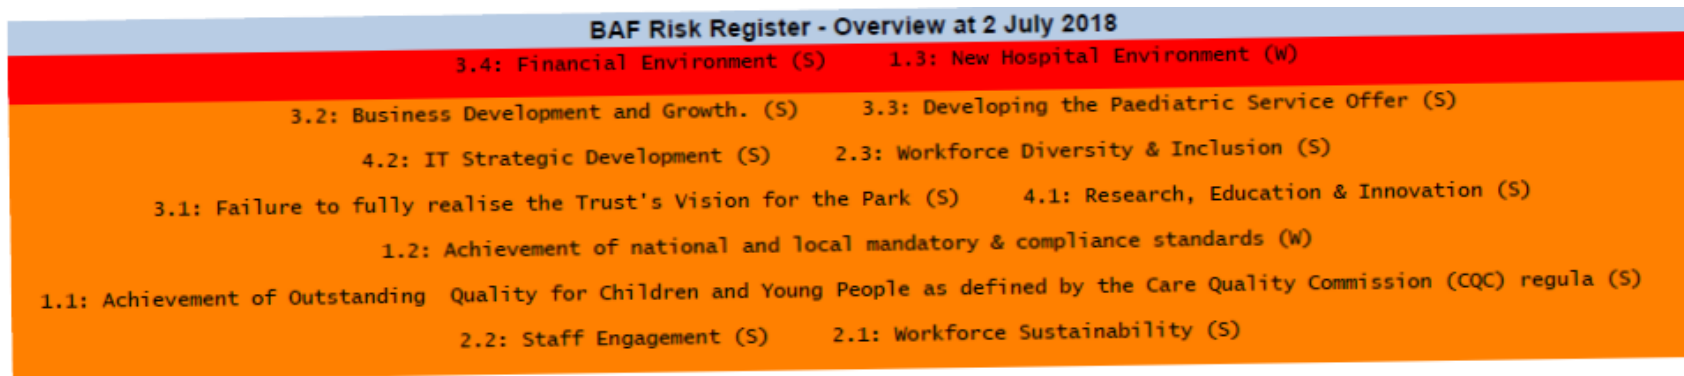 BAF Risk Register - Overview at 2 July 2018
3.4: Financial Environment (S) 1.3: New Hospital Environment (W)
3.2: Business Development and Growth. (S) 3.3: Developing the Paediatric Service Offer (S)
4.2: IT Strategic Development (S) 2.3: Workforce Diversity & Inclusion (S)
3.1: Failure to fully realise the Trust's Vision for the Park (S) 4.1: Research, Education & Innovation (S)
1.2: Achievement of national and local mandatory & compliance standards (W)
1.1: Achievement of Outstanding Quality for Children and Young People as defined by the Care Quality Commission (CQC) regula (S)
2.2: Staff Engagement (S) 2.1: Workforce Sustainability (S)